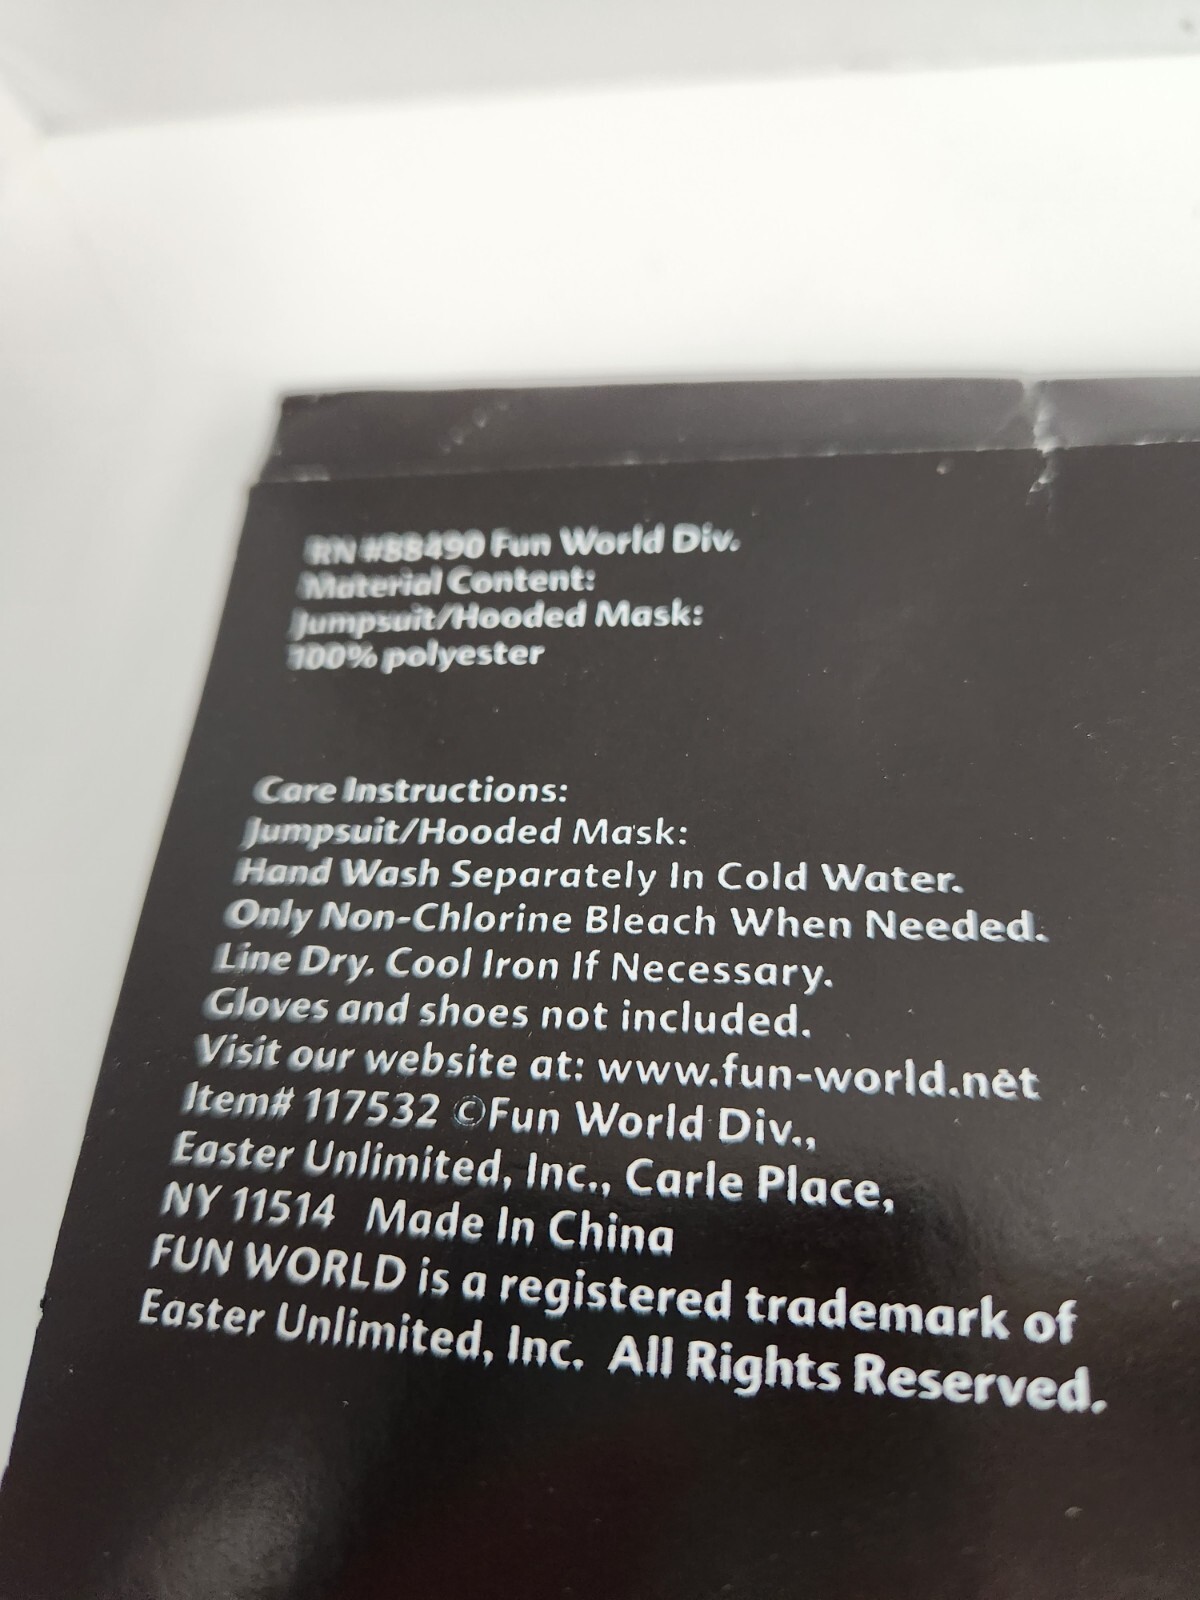 RN #88490 Fun World Div.
Material Content:
Jumpsuit/Hooded Mask:
100% polyester
Care Instructions:
Jumpsuit/Hooded Mask:
Hand Wash Separately In Cold Water.
Only Non-Chlorine Bleach When Needed.
Line Dry. Cool Iron If Necessary.
Gloves and shoes not included.
Visit our website at: www.fun-world.net
Item# 117532 ©Fun World Div.,
Easter Unlimited, Inc., Carle Place,
NY 11514 Made In China
FUN WORLD is a registered trademark of
Easter Unlimited, Inc. All Rights Reserved.